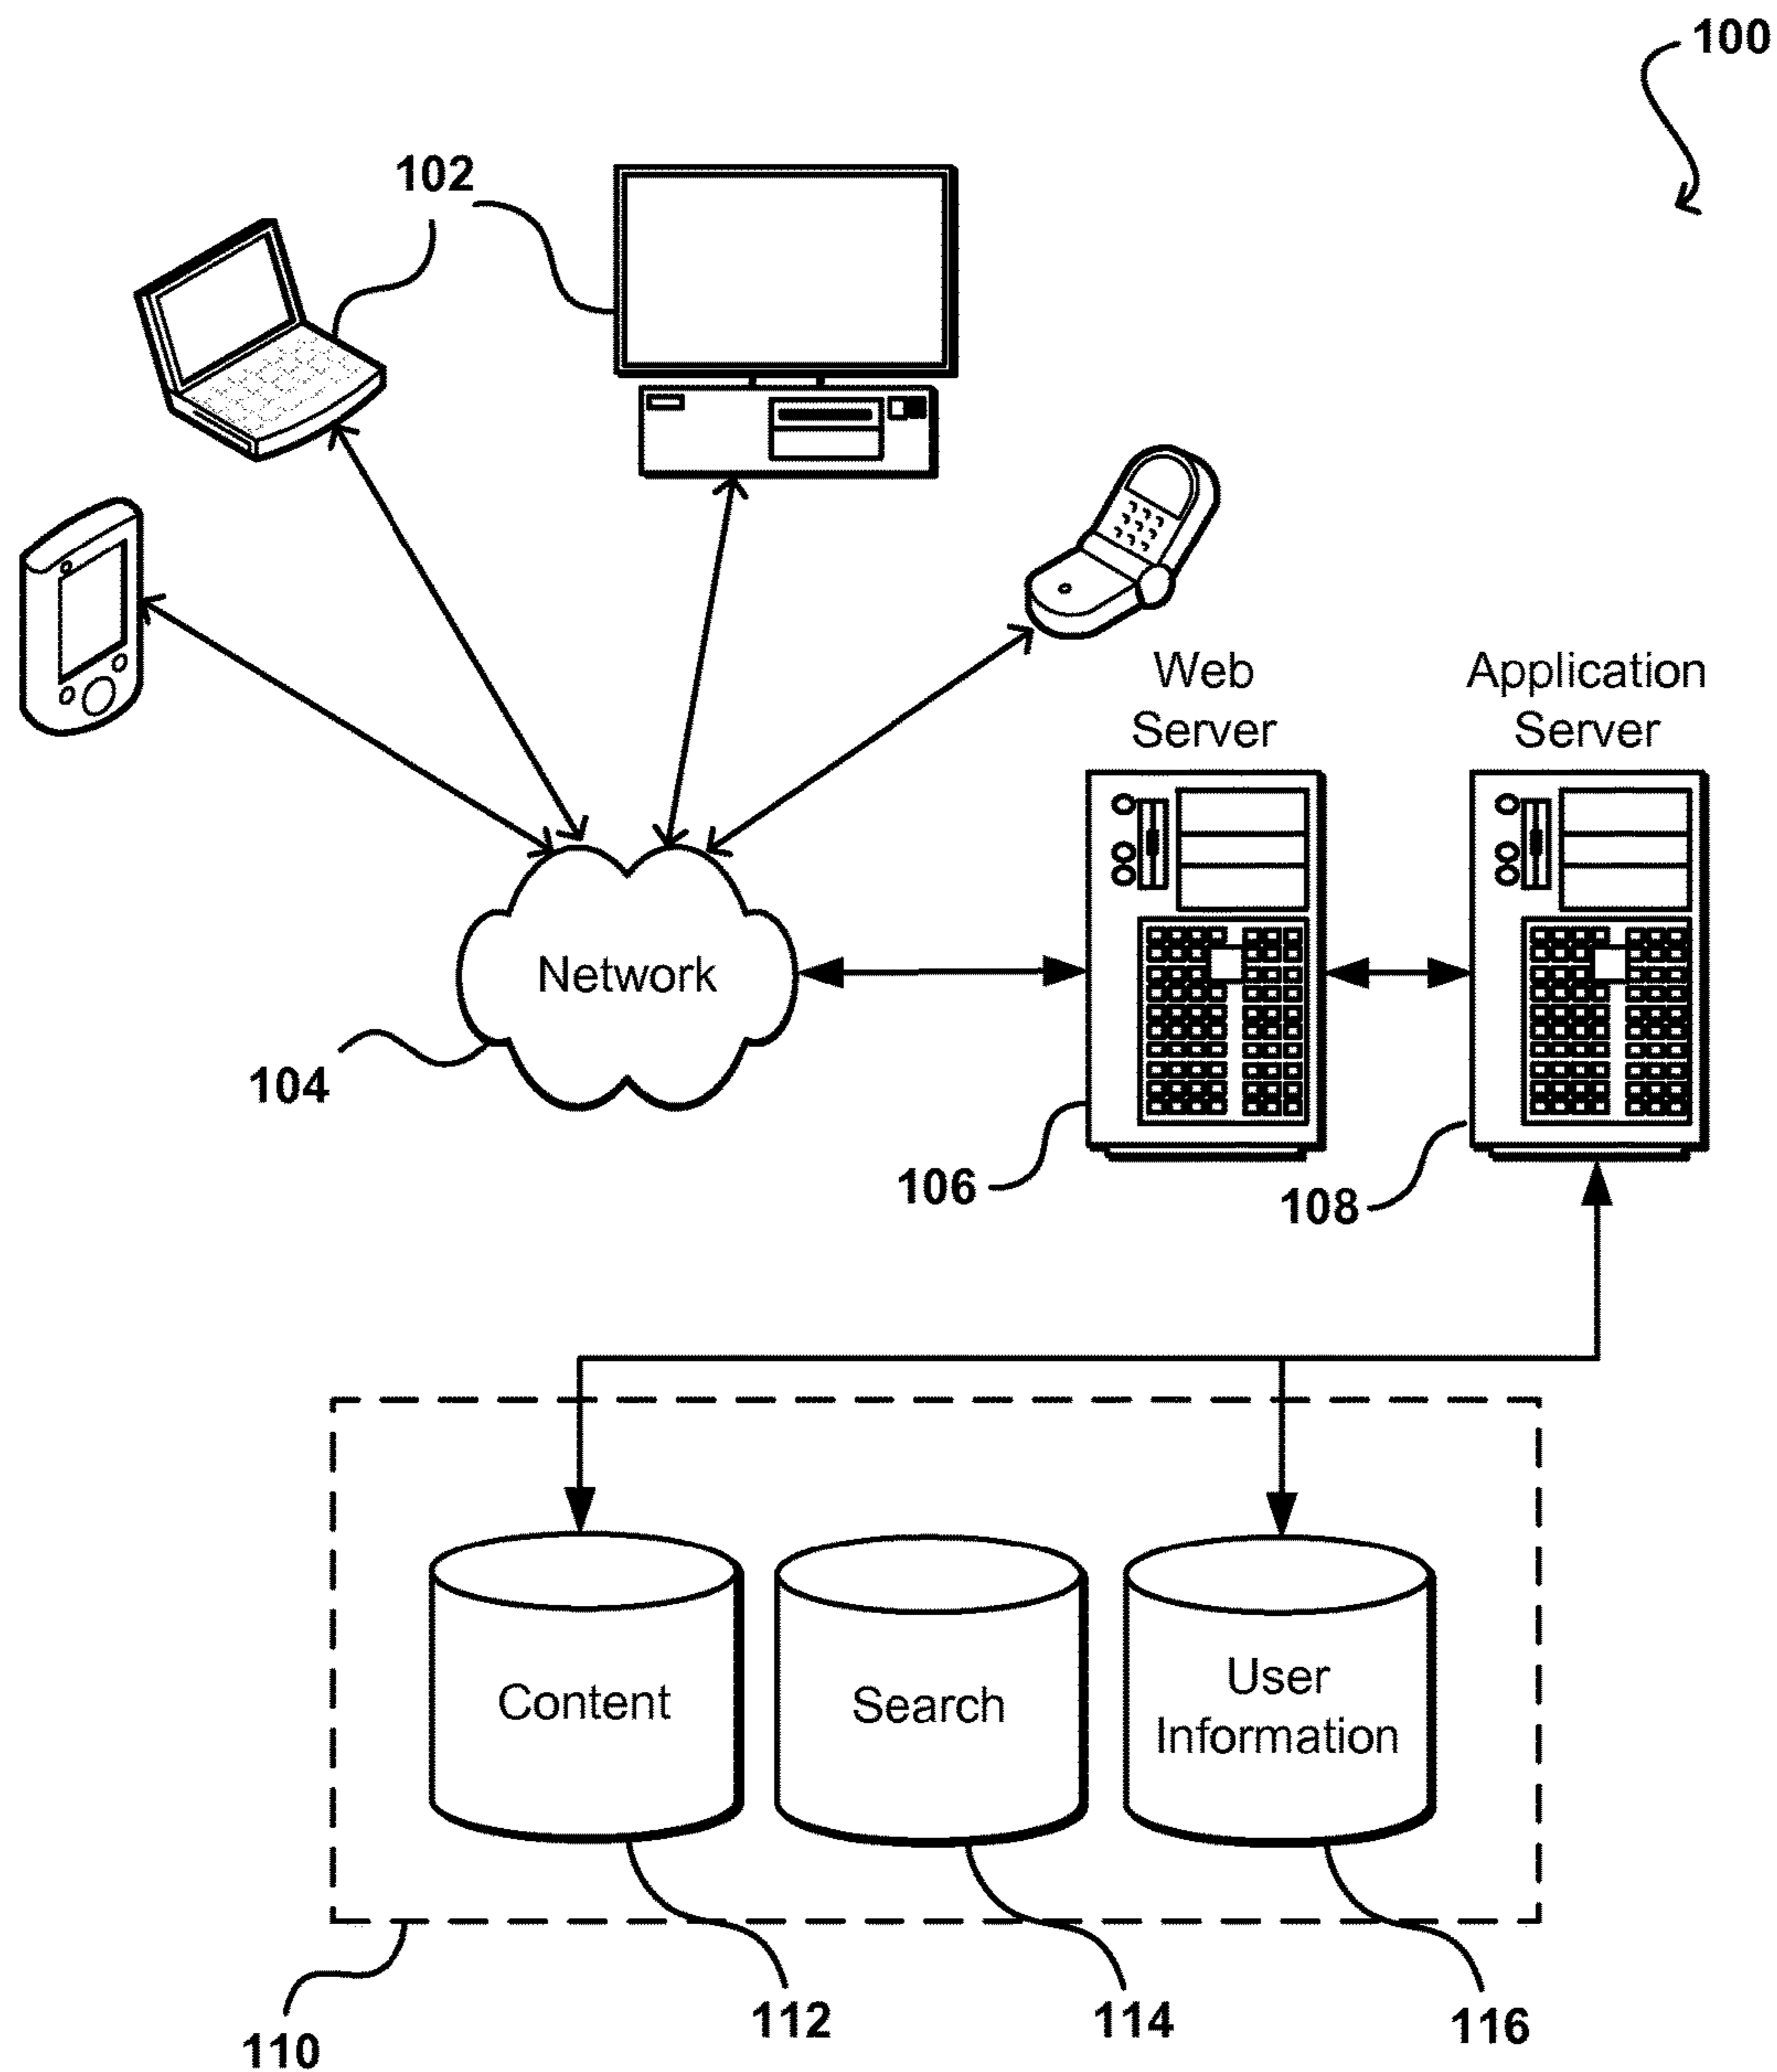 100
102
Web
Server
Application
Server
Network
104
106
108
Content
Search
User
Information
110
112
114
116